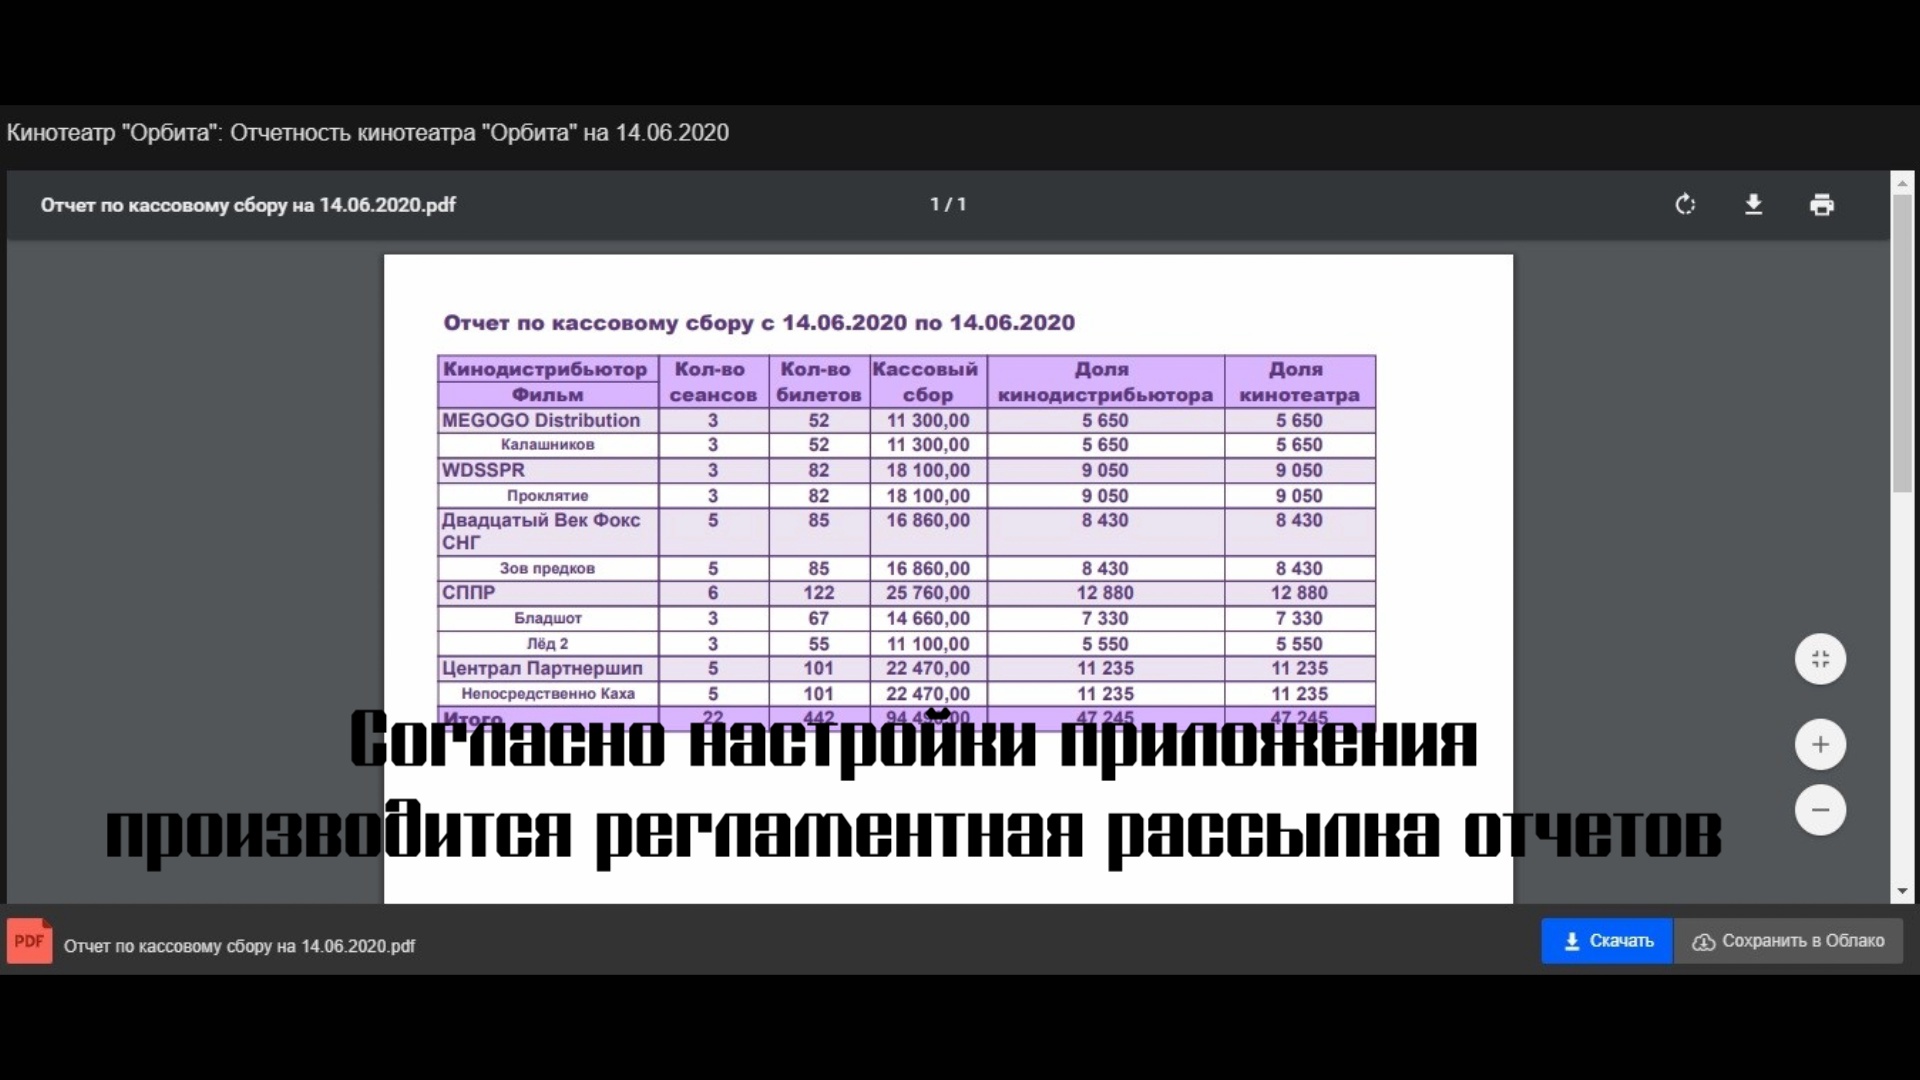 Кинотеатр "Орбита": Отчетность кинотеатра "Орбита" на 14.06.2020
Отчет по кассовому сбору на 14.06.2020.pdf 1 / 1
Отчет по кассовому сбору с 14.06.2020 по 14.06.2020
Кинодистрибьютор Кол-во Кол-во Кассовый Доля Доля
Фильм сеансов билетов сбор кинодистрибьютора кинотеатра
MEGOGO Distribution 3 52 11 300,00 5 650 5 650
Калашников 3 52 11 300,00 5 650 5 650
WDSSPR 3 82 18 100,00 9 050 9 050
Проклятие 3 82 18 100,00 9 050 9 050
Двадцатый Век Фокс 5 85 16 860,00 8 430 8 430
СНГ
Зов предков 5 85 16 860,00 8 430 8 430
СППР 6 122 25 760,00 12 880 12 880
Бладшот 3 67 14 660,00 7 330 7 330
Лёд 2 3 55 11 100,00 5 550 5 550
Централ Партнершип 5 101 22 470,00 11 235 11 235
Непосредственно Каха 5 101 22 470,00 11 235 11 235
Итого 22 442 94 490,00 47 245 47 245
Согласно настройки приложения
производится регламентная рассылка отчетов
PDF Отчет по кассовому сбору на 14.06.2020.pdf Скачать Сохранить в Облако